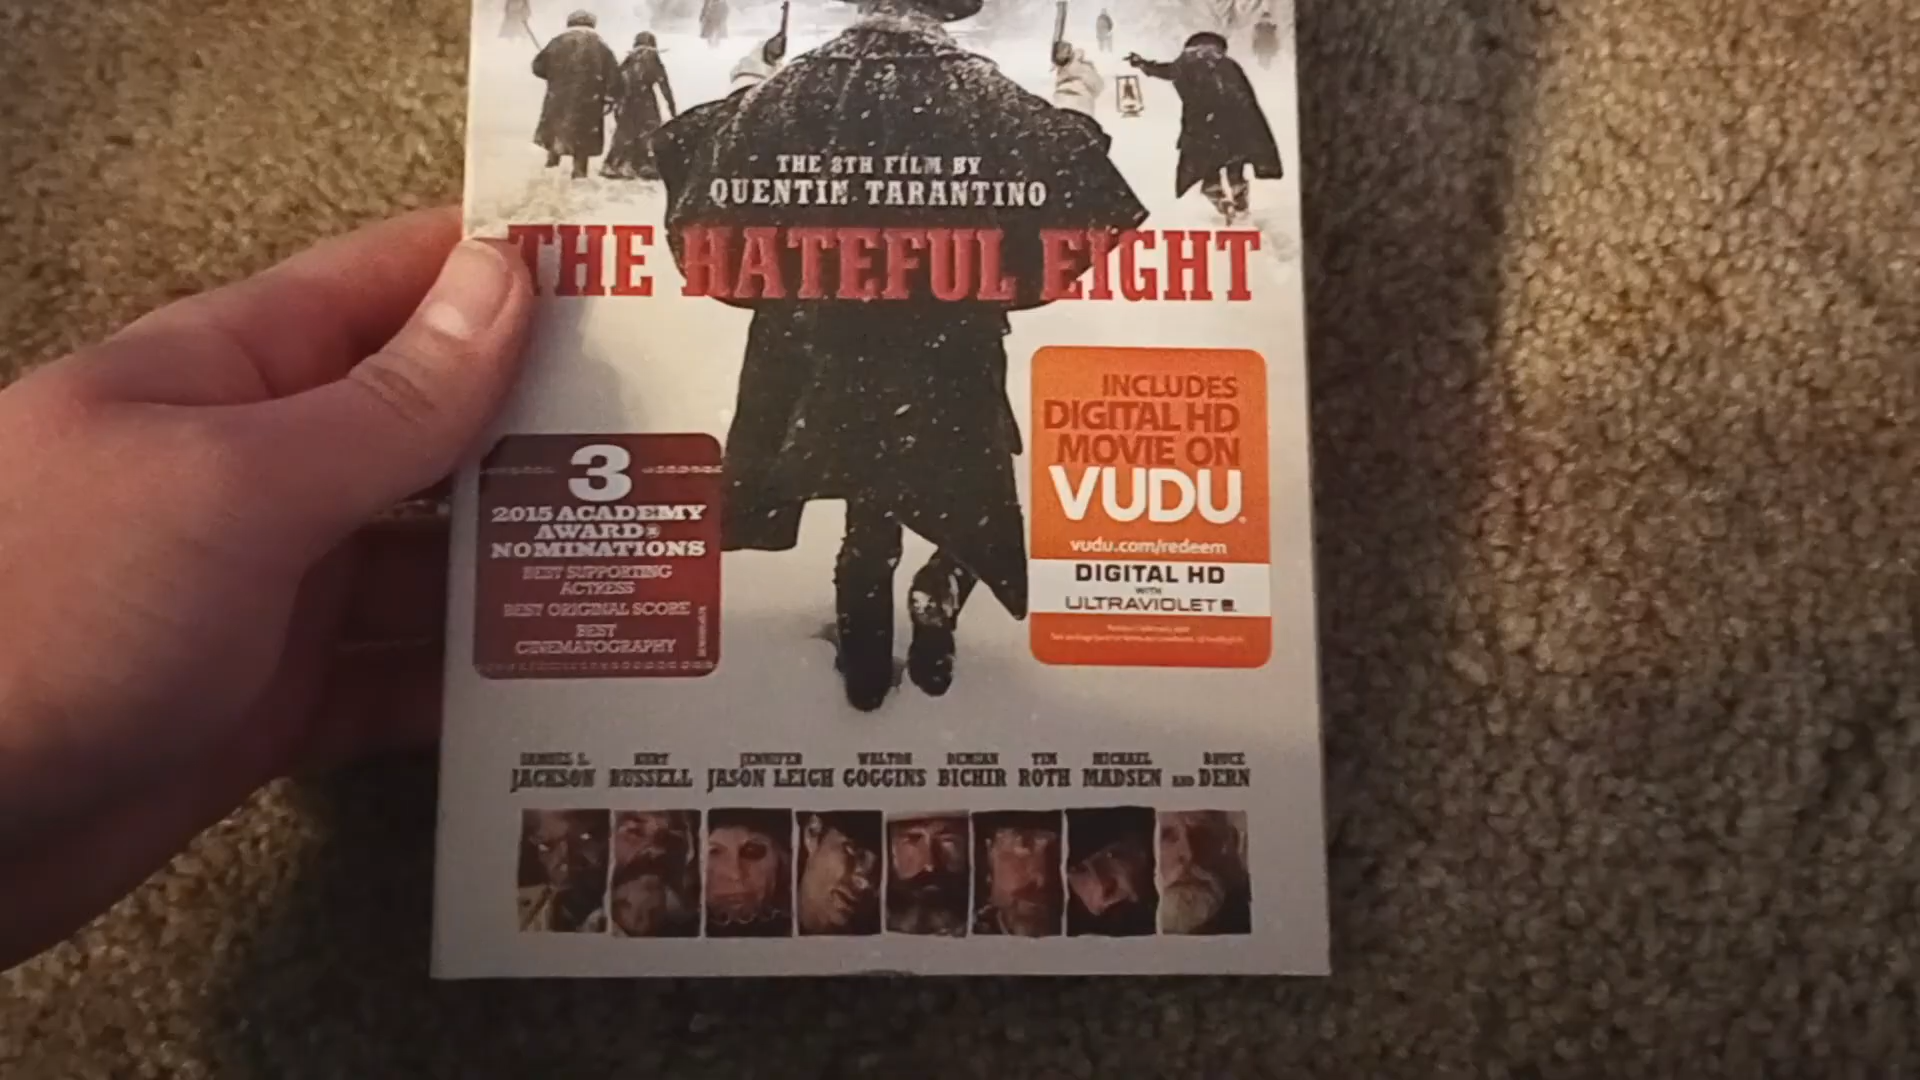 THE 8TH FILM BY
QUENTIN TARANTINO
THE HATEFUL EIGHT
3
2015 ACADEMY
AWARD®
NOMINATIONS
BEST SUPPORTING
ACTRESS
BEST ORIGINAL SCORE
BEST
CINEMATOGRAPHY
INCLUDES
DIGITAL HD
MOVIE ON
VUDU
vudu.com/redeem
DIGITAL HD
WITH
ULTRAVIOLET
SAMUEL L. KURT JENNIFER WALTON DEMIAN TIM MICHAEL BRUCE
JACKSON RUSSELL JASON LEIGH GOGGINS BICHIR ROTH MADSEN AND DERN